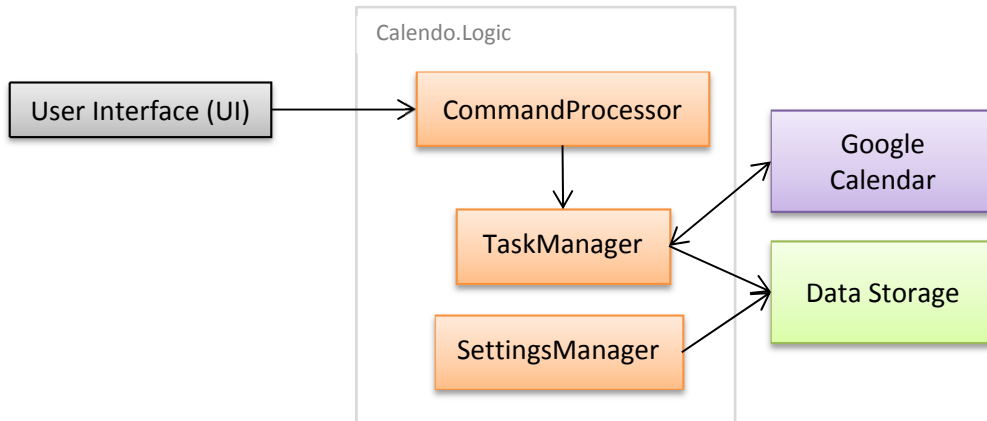 Calendo.Logic
User Interface (UI)
CommandProcessor
Google
Calendar
TaskManager
Data Storage
SettingsManager